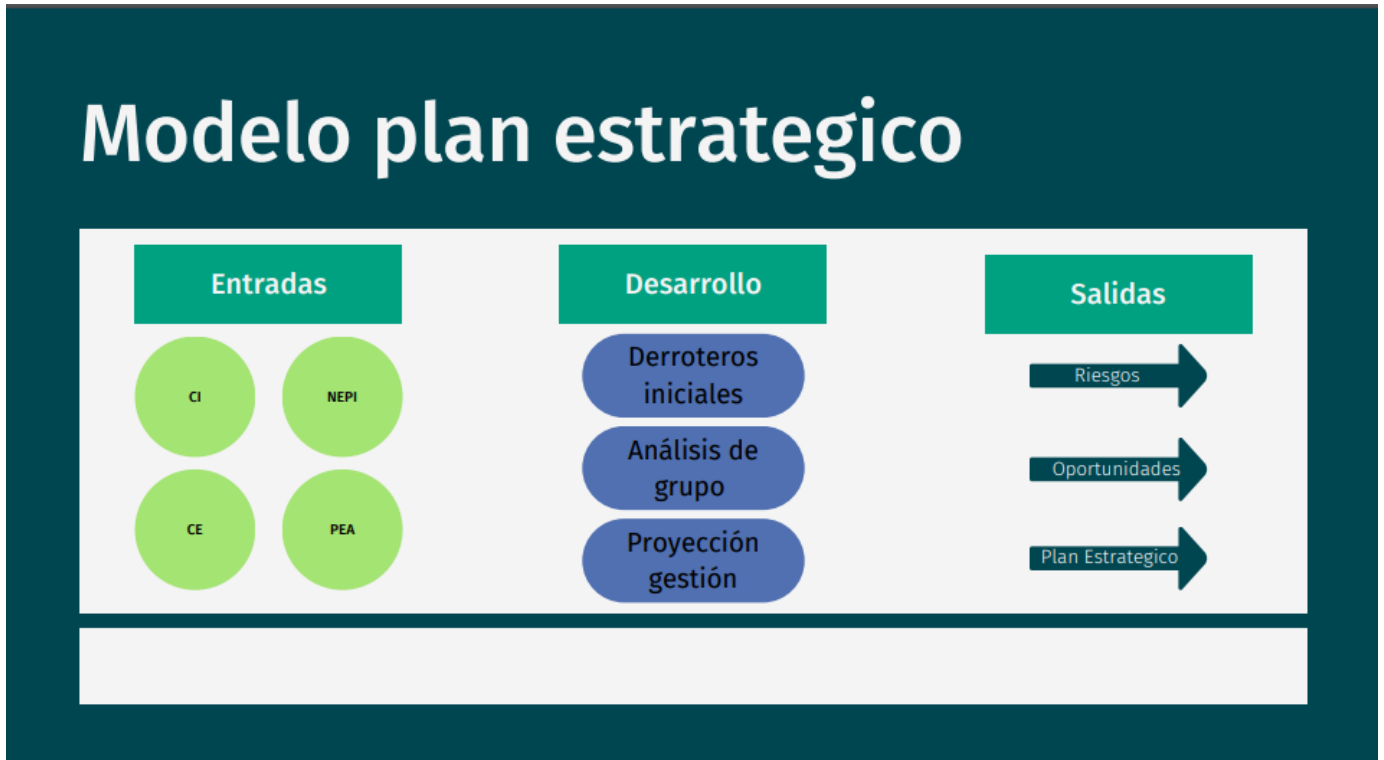 Modelo plan estrategico
Entradas
CI
NEPI
CE
PEA
Desarrollo
Derroteros
iniciales
Análisis de
grupo
Proyección
gestión
Salidas
Riesgos
Oportunidades
Plan Estrategico